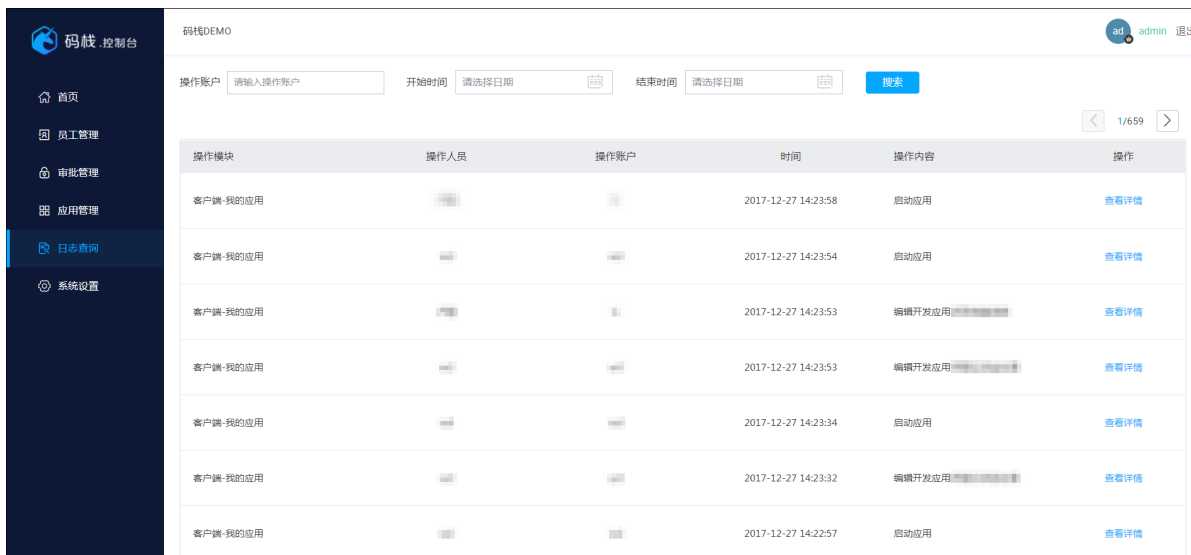 码栈.控制台
码栈DEMO
ad admin 退出
首页
员工管理
审批管理
应用管理
日志查询
系统设置
操作账户 请输入操作账户 开始时间 请选择日期 结束时间 请选择日期 搜索
1/659
操作模块 操作人员 操作账户 时间 操作内容 操作
客户端-我的应用 2017-12-27 14:23:58 启动应用 查看详情
客户端-我的应用 2017-12-27 14:23:54 启动应用 查看详情
客户端-我的应用 2017-12-27 14:23:53 编辑开发应用 查看详情
客户端-我的应用 2017-12-27 14:23:53 编辑开发应用 查看详情
客户端-我的应用 2017-12-27 14:23:34 启动应用 查看详情
客户端-我的应用 2017-12-27 14:23:32 编辑开发应用 查看详情
客户端-我的应用 2017-12-27 14:22:57 启动应用 查看详情